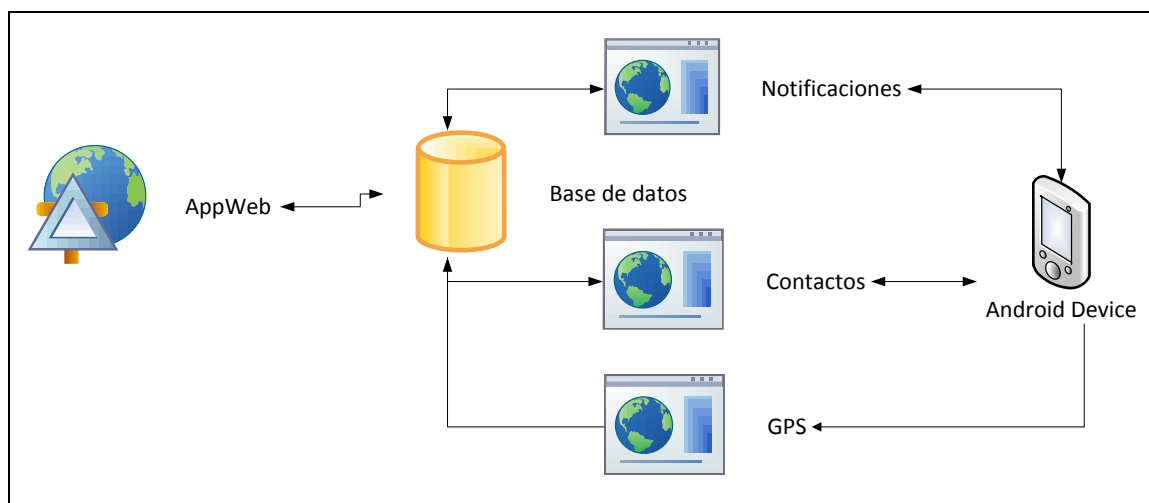 Notificaciones
AppWeb
Base de datos
Contactos
Android Device
GPS